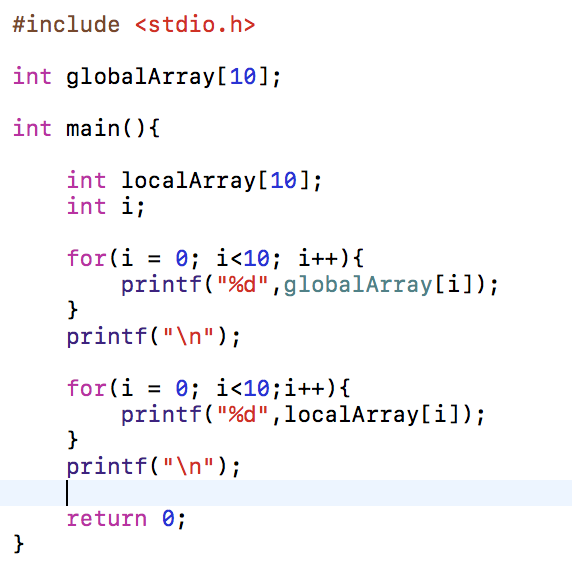 #include <stdio.h>
int globalArray[10];
int main(){
int localArray[10];
int i;
for(i = 0; i<10; i++){
printf("%d",globalArray[i]);
}
printf("\n");
for(i = 0; i<10;i++){
printf("%d",localArray[i]);
}
printf("\n");
return 0;
}